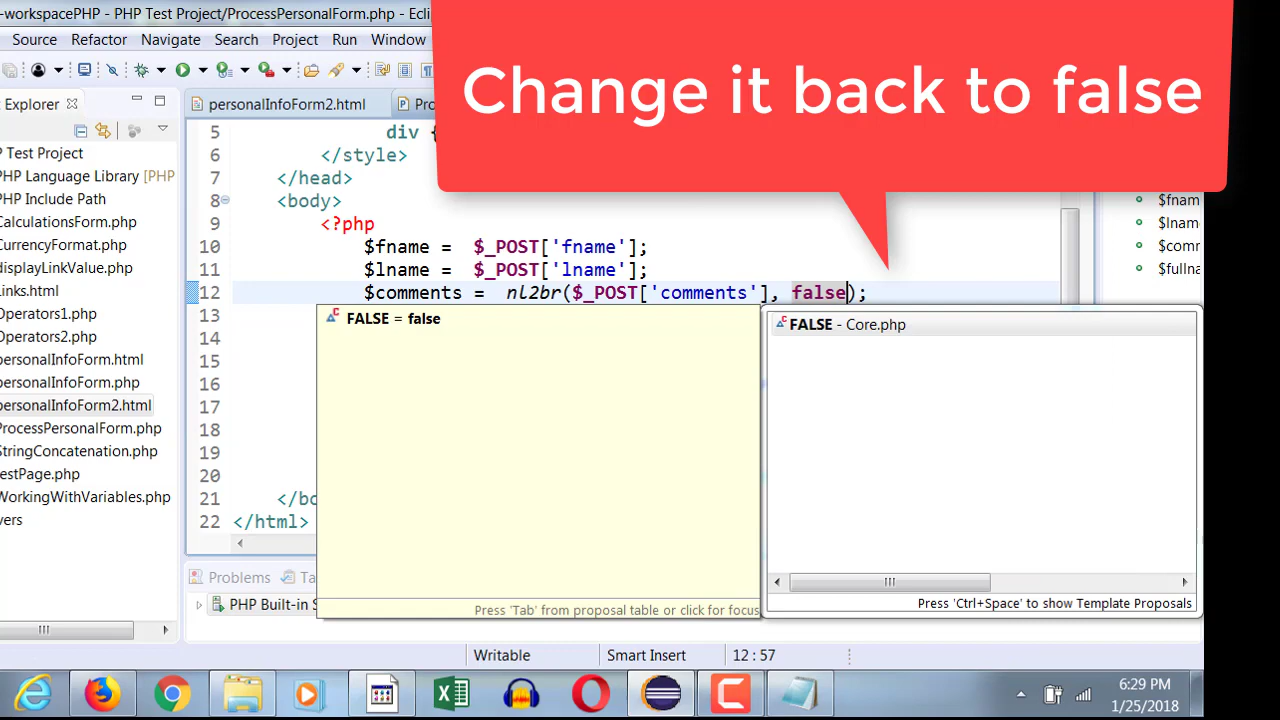 -workspacePHP - PHP Test Project/ProcessPersonalForm.php - Ecli
Source Refactor Navigate Search Project Run Window
Change it back to false
Explorer
personalInfoForm2.html
Pro
P Test Project
PHP Language Library [PHP
PHP Include Path
CalculationsForm.php
CurrencyFormat.php
displayLinkValue.php
Links.html
Operators1.php
Operators2.php
personalInfoForm.html
personalInfoForm.php
personalInfoForm2.html
ProcessPersonalForm.php
StringConcatenation.php
estPage.php
WorkingWithVariables.php
vers
5 div {
6 </style>
7 </head>
8 <body>
9 <?php
10 $fname = $_POST['fname'];
11 $lname = $_POST['lname'];
12 $comments = nl2br($_POST['comments'], false);
13
14
15
16
17
18
19
20
21 </bo
22 </html>
$fnam
$lnam
$comr
$fulln
FALSE = false
Press 'Tab' from proposal table or click for focus
FALSE - Core.php
Press 'Ctrl+Space' to show Template Proposals
Problems Ta
PHP Built-in S
Writable Smart Insert 12:57
6:29 PM
1/25/2018